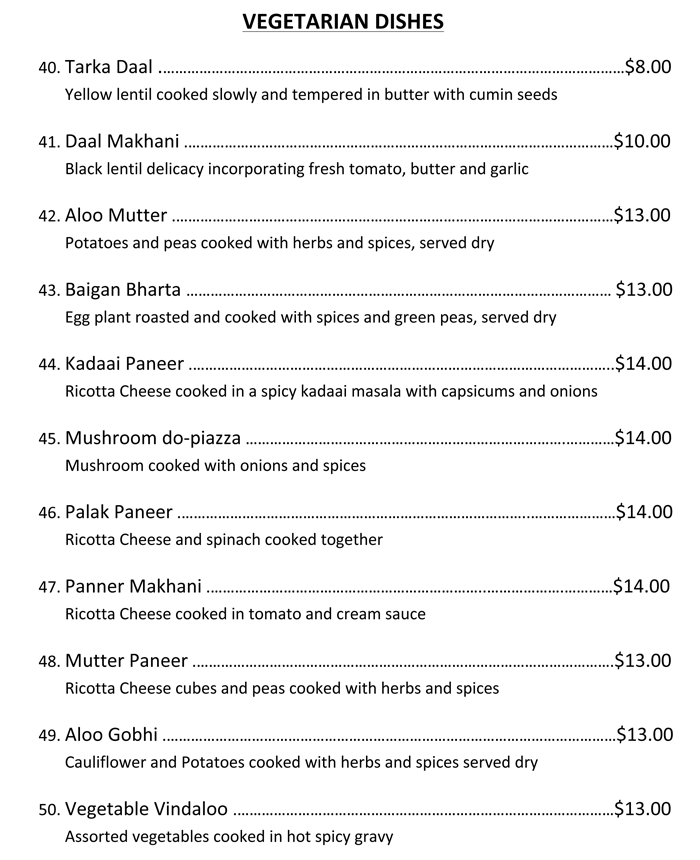 VEGETARIAN DISHES
40. Tarka Daal ……………………………………………………………………………$8.00
Yellow lentil cooked slowly and tempered in butter with cumin seeds
41. Daal Makhani ………………………………………………………………………$10.00
Black lentil delicacy incorporating fresh tomato, butter and garlic
42. Aloo Mutter …………………………………………………………………………$13.00
Potatoes and peas cooked with herbs and spices, served dry
43. Baigan Bharta ……………………………………………………………………… $13.00
Egg plant roasted and cooked with spices and green peas, served dry
44. Kadaai Paneer ………………………………………………………………………$14.00
Ricotta Cheese cooked in a spicy kadaai masala with capsicums and onions
45. Mushroom do-piazza ……………………………………………………………$14.00
Mushroom cooked with onions and spices
46. Palak Paneer …………………………………………………………………………$14.00
Ricotta Cheese and spinach cooked together
47. Panner Makhani ……………………………………………………………………$14.00
Ricotta Cheese cooked in tomato and cream sauce
48. Mutter Paneer ………………………………………………………………………$13.00
Ricotta Cheese cubes and peas cooked with herbs and spices
49. Aloo Gobhi ……………………………………………………………………………$13.00
Cauliflower and Potatoes cooked with herbs and spices served dry
50. Vegetable Vindaloo ………………………………………………………………$13.00
Assorted vegetables cooked in hot spicy gravy